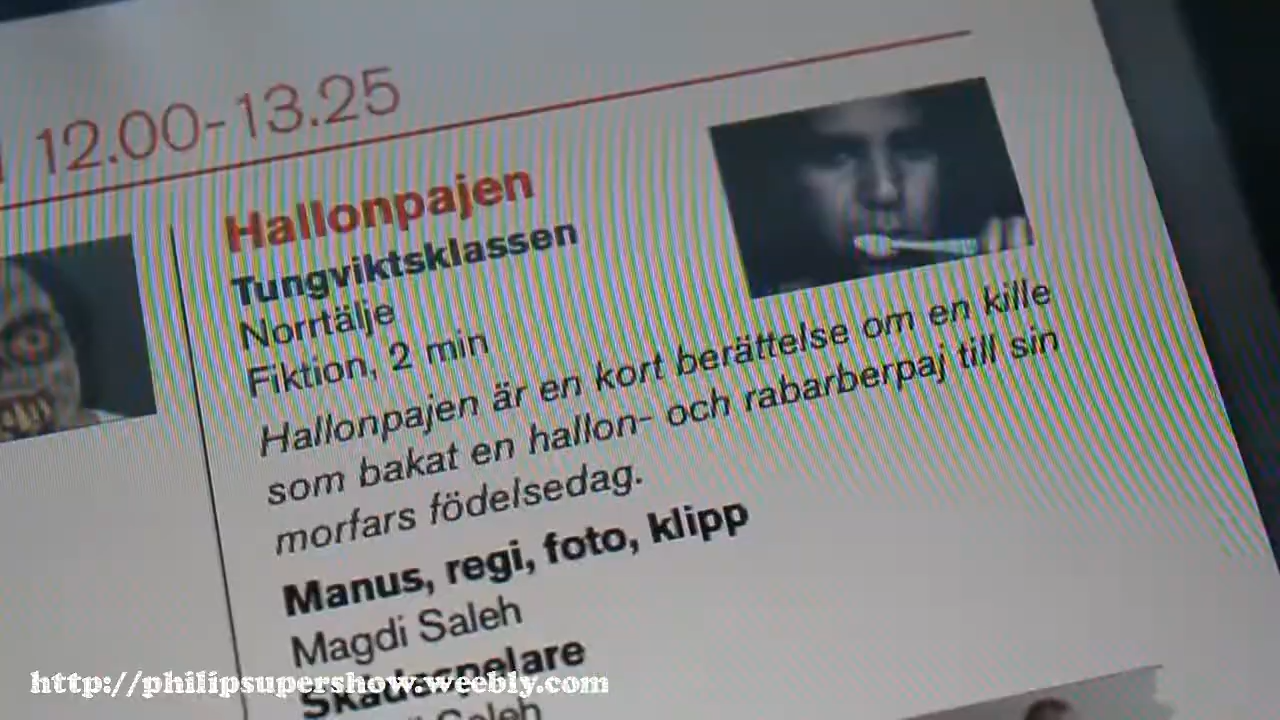 12.00-13.25
Hallonpajen
Tungviktsklassen
Norrtälje
Fiktion, 2 min
Hallonpajen är en kort berättelse om en kille
som bakat en hallon- och rabarberpaj till sin
morfars födelsedag.
Manus, regi, foto, klipp
Magdi Saleh
Skådespelare
Saleh
http://philipsupershow.weebly.com